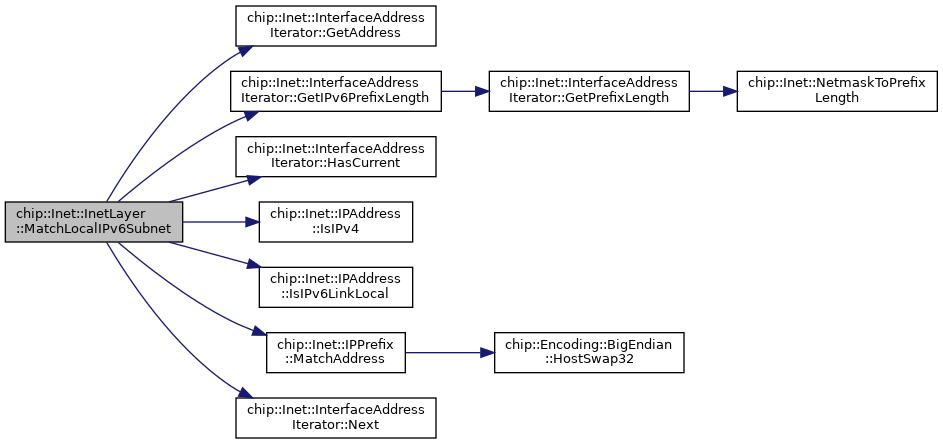 chip::Inet::InterfaceAddress
Iterator::GetAddress
chip::Inet::InterfaceAddress
Iterator::GetIPv6PrefixLength
chip::Inet::InterfaceAddress
Iterator::GetPrefixLength
chip::Inet::NetmaskToPrefix
Length
chip::Inet::InterfaceAddress
Iterator::HasCurrent
chip::Inet::InetLayer
::MatchLocalIPv6Subnet
chip::Inet::IPAddress
::IsIPv4
chip::Inet::IPAddress
::IsIPv6LinkLocal
chip::Inet::IPPrefix
::MatchAddress
chip::Encoding::BigEndian
::HostSwap32
chip::Inet::InterfaceAddress
Iterator::Next